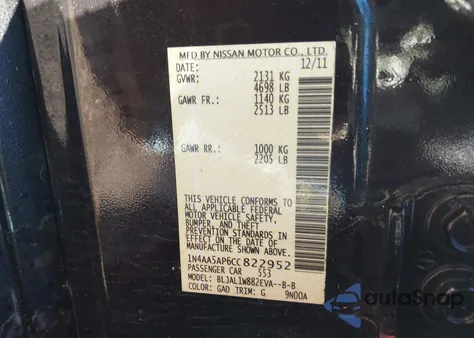 MFD BY NISSAN MOTOR CO., LTD.
DATE: 12/11
GVWR: 2131 KG
4698 LB
GAWR FR.: 1140 KG
2513 LB
GAWR RR.: 1000 KG
2205 LB
THIS VEHICLE CONFORMS TO
ALL APPLICABLE FEDERAL
MOTOR VEHICLE SAFETY,
BUMPER, AND THEFT
PREVENTION STANDARDS IN
EFFECT ON THE DATE OF
MANUFACTURE SHOWN ABOVE.
1N4AA5AP6CC822952
PASSENGER CAR 553
MODEL: BLJAL1W882EVA--B-B
COLOR: GAD TRIM: G 9N00A
autoSnap